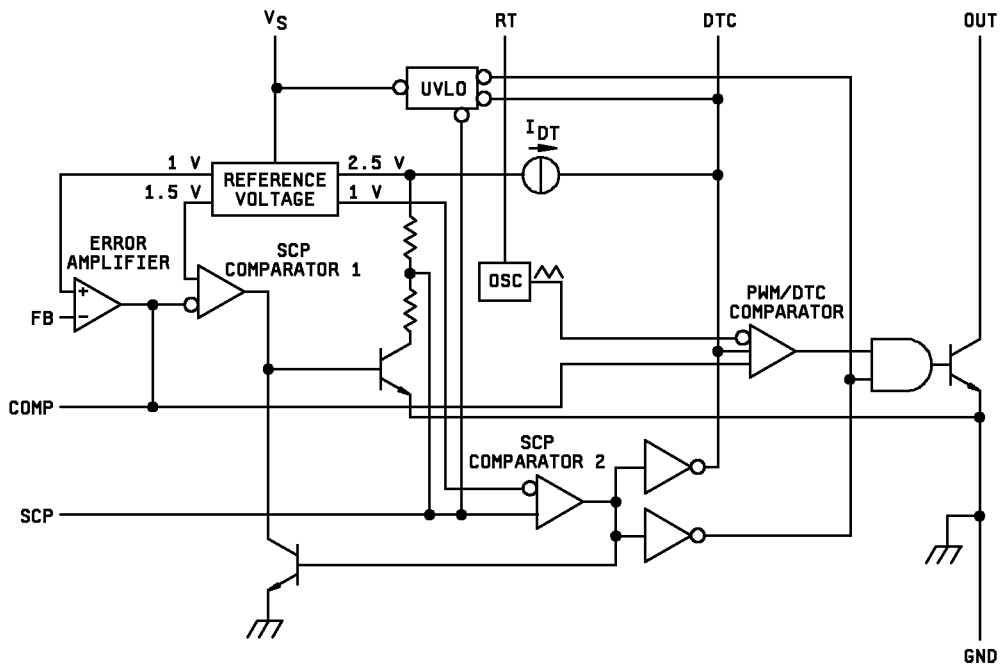 VS
RT
DTC
OUT
UVLO
IDT
1 V
2.5 V
1.5 V
1 V
REFERENCE
VOLTAGE
ERROR
AMPLIFIER
SCP
COMPARATOR 1
OSC
PWM/DTC
COMPARATOR
+
−
FB
COMP
SCP
COMPARATOR 2
SCP
GND